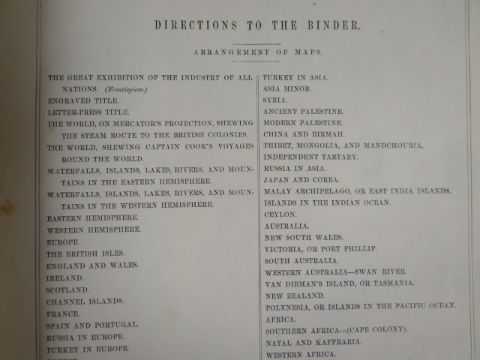 DIRECTIONS TO THE BINDER.
ARRANGEMENT OF MAPS.
THE GREAT EXHIBITION OF THE INDUSTRY OF ALL
NATIONS. (Frontispiece.)
ENGRAVED TITLE.
LETTER-PRESS TITLE.
THE WORLD, ON MERCATOR'S PROJECTION, SHEWING
THE STEAM ROUTE TO THE BRITISH COLONIES.
THE WORLD, SHEWING CAPTAIN COOK'S VOYAGES
ROUND THE WORLD.
WATERFALLS, ISLANDS, LAKES, RIVERS, AND MOUN-
TAINS IN THE EASTERN HEMISPHERE.
WATERFALLS, ISLANDS, LAKES, RIVERS, AND MOUN-
TAINS IN THE WESTERN HEMISPHERE.
EASTERN HEMISPHERE.
WESTERN HEMISPHERE.
EUROPE.
THE BRITISH ISLES.
ENGLAND AND WALES.
IRELAND.
SCOTLAND.
CHANNEL ISLANDS.
FRANCE.
SPAIN AND PORTUGAL.
RUSSIA IN EUROPE.
TURKEY IN EUROPE.
TURKEY IN ASIA.
ASIA MINOR.
SYRIA.
ANCIENT PALESTINE.
MODERN PALESTINE.
CHINA AND BIRMAH.
THIBET, MONGOLIA, AND MANDCHOURIA.
INDEPENDENT TARTARY.
RUSSIA IN ASIA.
JAPAN AND COREA.
MALAY ARCHIPELAGO, OR EAST INDIA ISLANDS.
ISLANDS IN THE INDIAN OCEAN.
CEYLON.
AUSTRALIA.
NEW SOUTH WALES.
VICTORIA, OR PORT PHILLIP.
SOUTH AUSTRALIA.
WESTERN AUSTRALIA—SWAN RIVER.
VAN DIEMAN'S ISLAND, OR TASMANIA.
NEW ZEALAND.
POLYNESIA, OR ISLANDS IN THE PACIFIC OCEAN.
AFRICA.
SOUTHERN AFRICA—(CAPE COLONY).
NATAL AND KAFFRARIA.
WESTERN AFRICA.